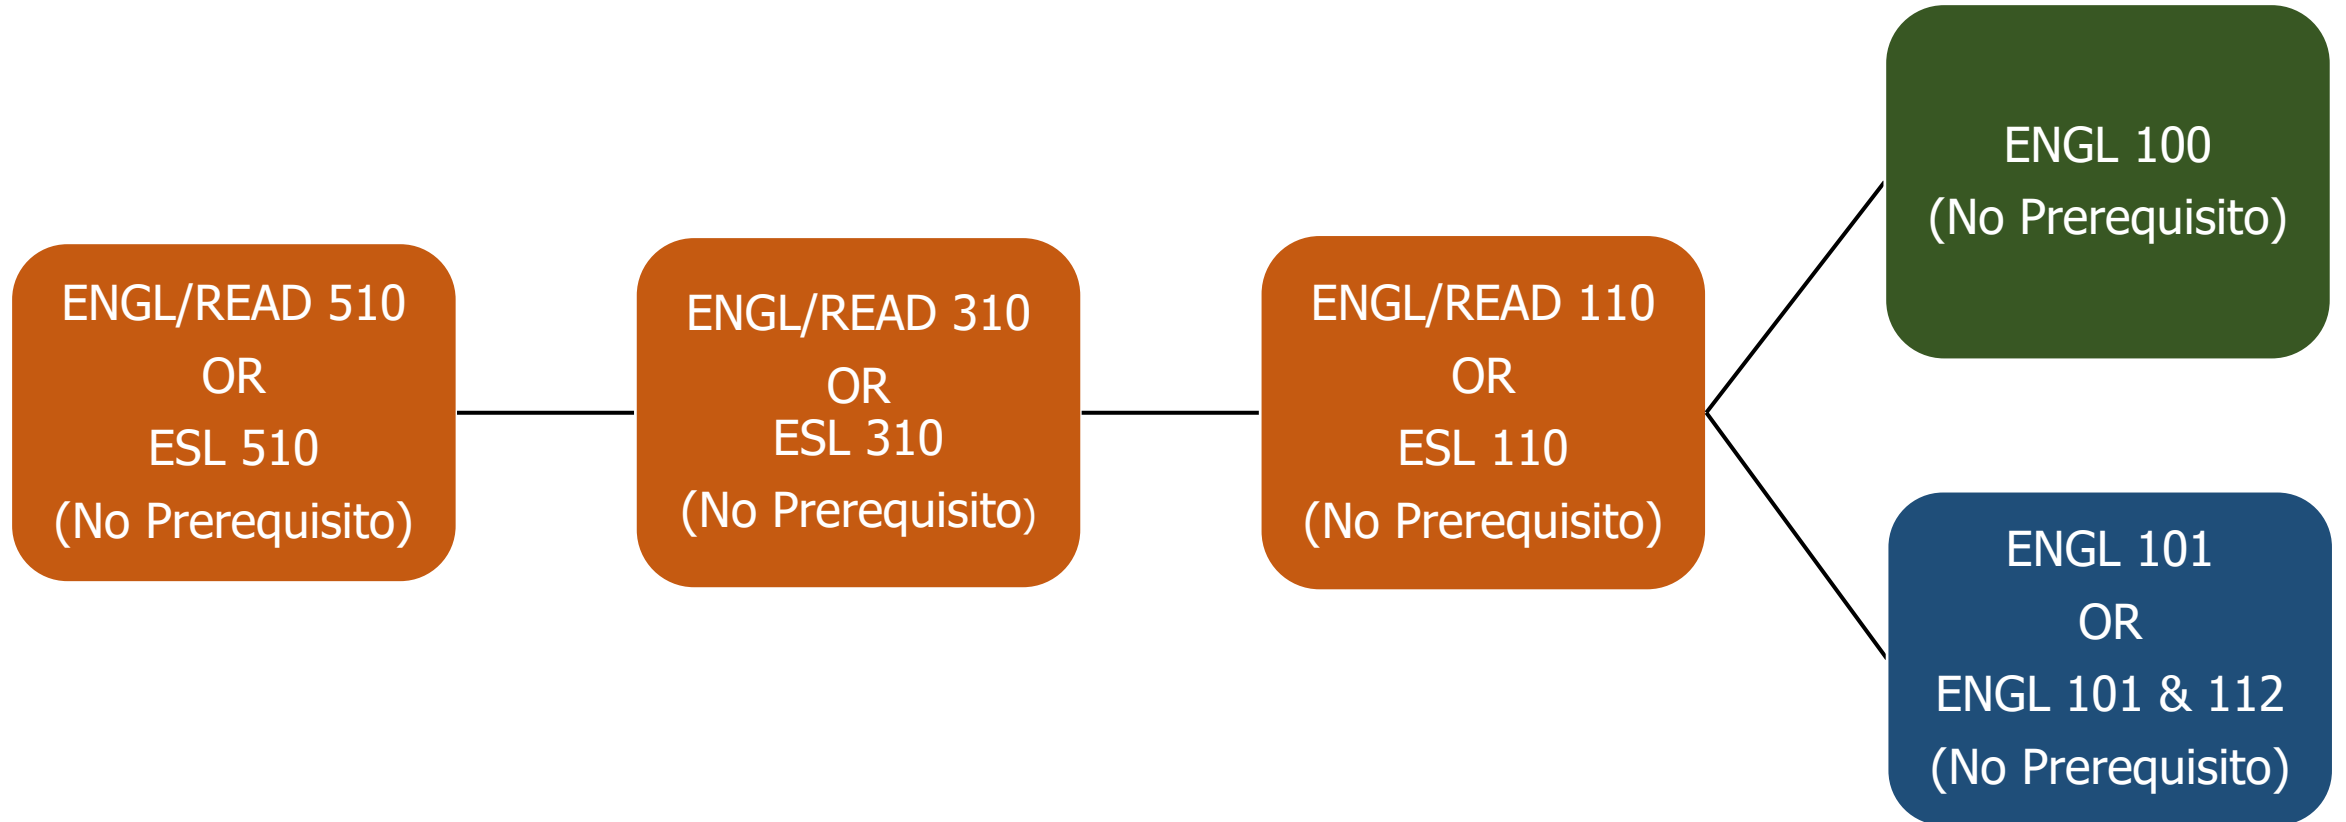 ENGL/READ 510
OR
ESL 510
(No Prerequisito)
ENGL/READ 310
OR
ESL 310
(No Prerequisito)
ENGL/READ 110
OR
ESL 110
(No Prerequisito)
ENGL 100
(No Prerequisito)
ENGL 101
OR
ENGL 101 & 112
(No Prerequisito)